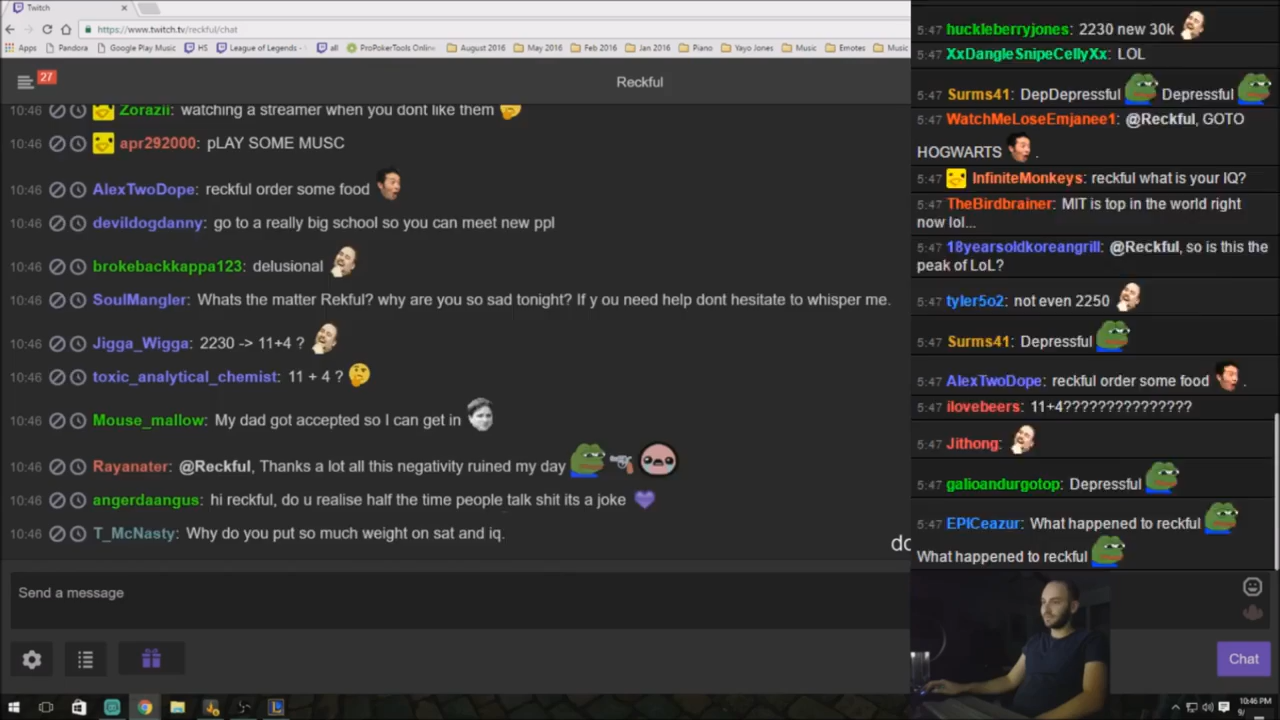 Twitch
https://www.twitch.tv/reckful/chat
Apps Pandora Google Play Music HS League of Legends - all ProPokerTools Online August 2016 May 2016 Feb 2016 Jan 2016 Piano Yayo Jones Music Emotes Music
27
Reckful
Zorazii: watching a streamer when you dont like them
10:46 apr292000: pLAY SOME MUSC
10:46 AlexTwoDope: reckful order some food
10:46 devildogdanny: go to a really big school so you can meet new ppl
10:46 brokebackkappa123: delusional
10:46 SoulMangler: Whats the matter Rekful? why are you so sad tonight? If y ou need help dont hesitate to whisper me.
10:46 Jigga_Wigga: 2230 -> 11+4 ?
10:46 toxic_analytical_chemist: 11 + 4 ?
10:46 Mouse_mallow: My dad got accepted so I can get in
10:46 Rayanater: @Reckful, Thanks a lot all this negativity ruined my day
10:46 angerdaangus: hi reckful, do u realise half the time people talk shit its a joke
10:46 T_McNasty: Why do you put so much weight on sat and iq.
do
Send a message
5:47 huckleberryjones: 2230 new 30k
5:47 XxDangleSnipeCellyXx: LOL
5:47 Surms41: DepDepressful Depressful
5:47 WatchMeLoseEmjanee1: @Reckful, GOTO
HOGWARTS .
5:47 InfiniteMonkeys: reckful what is your IQ?
5:47 TheBirdbrainer: MIT is top in the world right
now lol...
5:47 18yearsoldkoreangrill: @Reckful, so is this the
peak of LoL?
5:47 tyler5o2: not even 2250
5:47 Surms41: Depressful
5:47 AlexTwoDope: reckful order some food .
5:47 ilovebeers: 11+4???????????????
5:47 Jithong:
5:47 galioandurgotop: Depressful
5:47 EPICeazur: What happened to reckful
What happened to reckful
Chat
10:46 PM